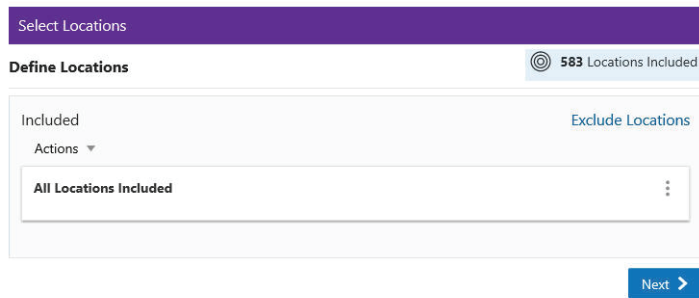 Select Locations
Define Locations
583 Locations Included
Included
Exclude Locations
Actions
All Locations Included
Next